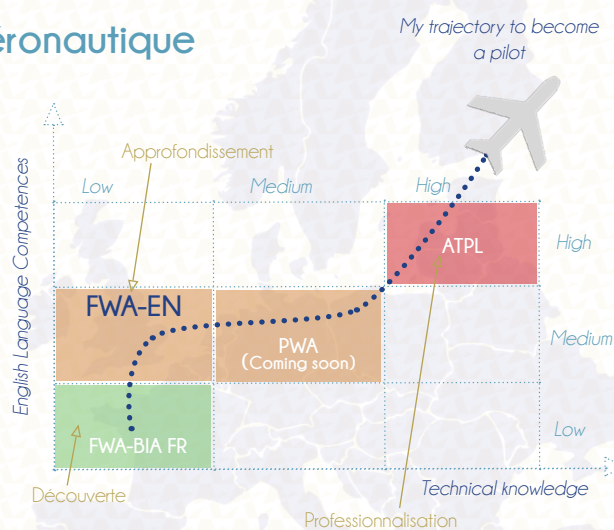 éronautique
My trajectory to become
a pilot
Approfondissement
Low
Medium
High
English Language Competences
ATPL
High
FWA-EN
PWA
(Coming soon)
Medium
FWA-BIA FR
Low
Découverte
Technical knowledge
Professionnalisation